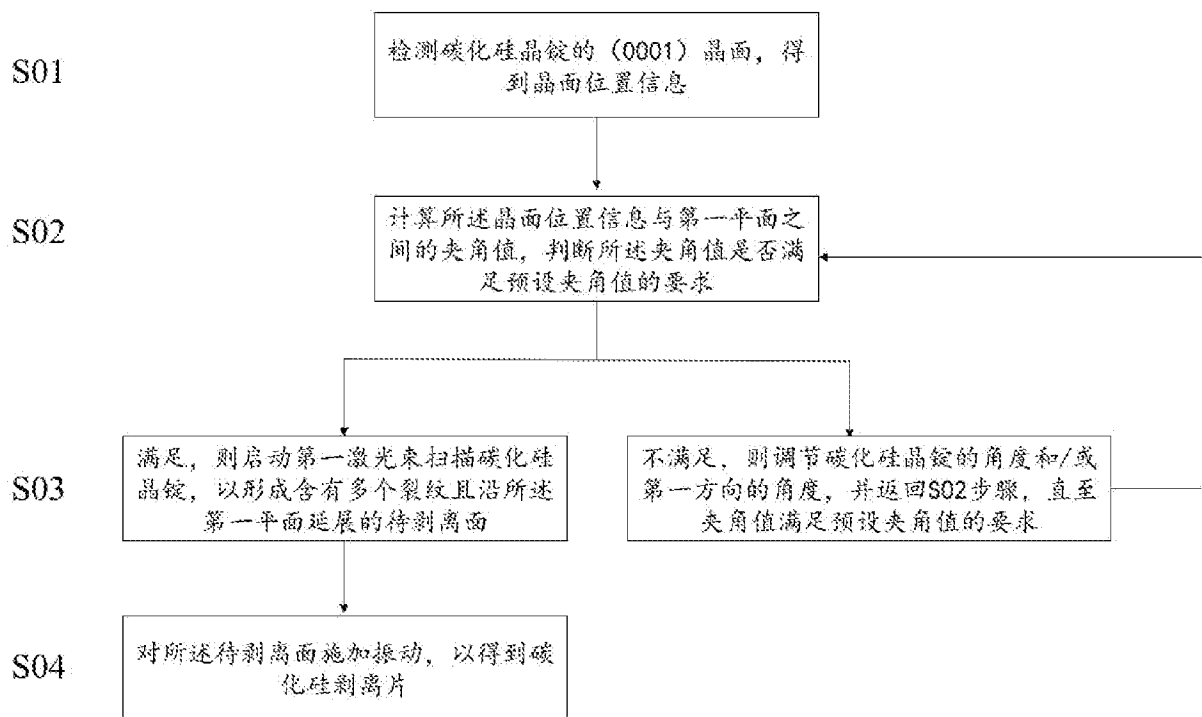 S01
检测碳化硅晶锭的（0001）晶面，得
到晶面位置信息
S02
计算所述晶面位置信息与第一平面之
间的夹角值，判断所述夹角值是否满
足预设夹角值的要求
S03
满足，则启动第一激光束扫描碳化硅
晶锭，以形成含有多个裂纹且沿所述
第一平面延展的待剥离面
不满足，则调节碳化硅晶锭的角度和/或
第一方向的角度，并返回S02步骤，直至
夹角值满足预设夹角值的要求
S04
对所述待剥离面施加振动，以得到碳
化硅剥离片